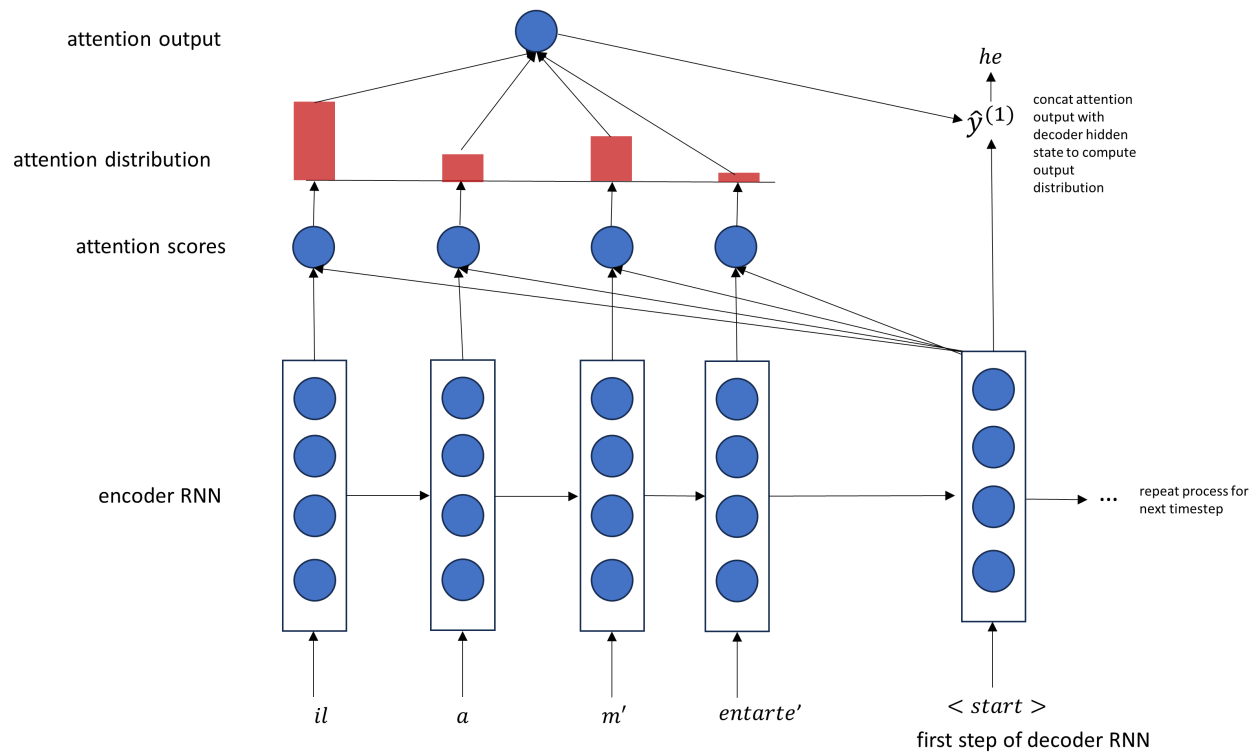 attention output
he
ŷ⁽¹⁾
concat attention
output with
decoder hidden
state to compute
output
distribution
attention distribution
attention scores
encoder RNN
...
repeat process for
next timestep
il
a
m'
entarte'
< start >
first step of decoder RNN